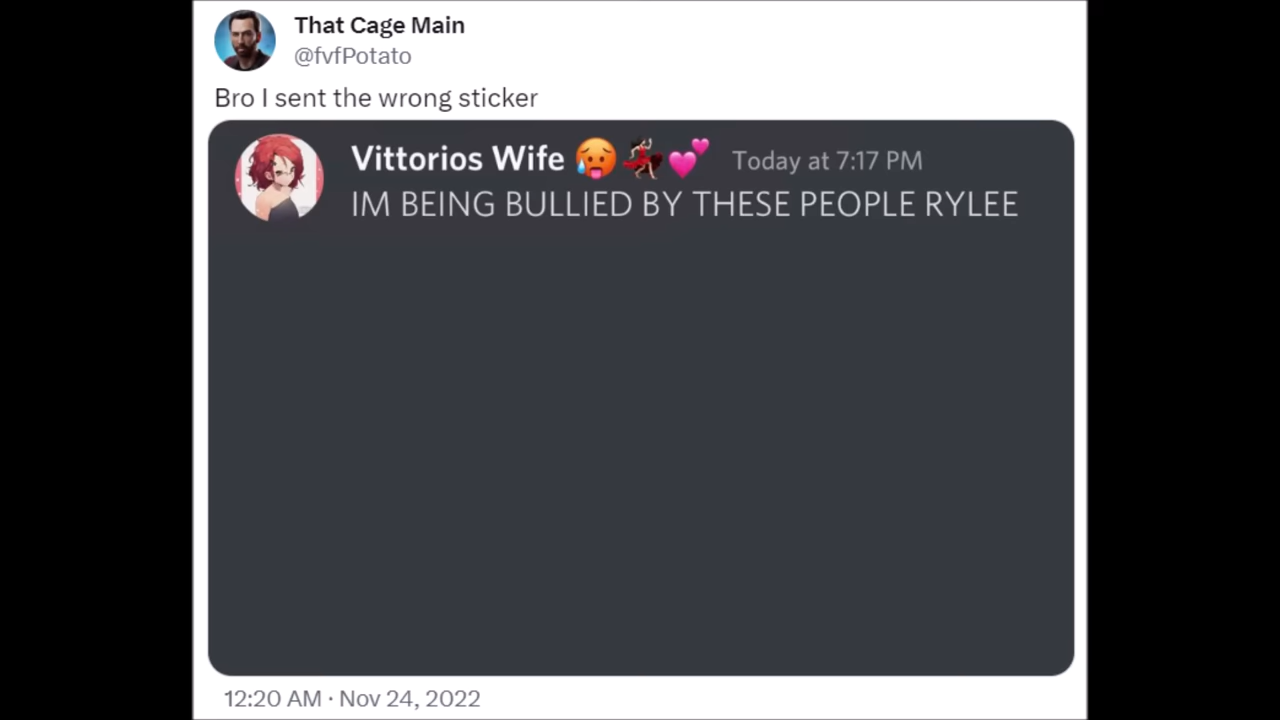 That Cage Main
@fvfPotato
Bro I sent the wrong sticker
Vittorios Wife 🥵💃🏻💕 Today at 7:17 PM
IM BEING BULLIED BY THESE PEOPLE RYLEE
12:20 AM · Nov 24, 2022